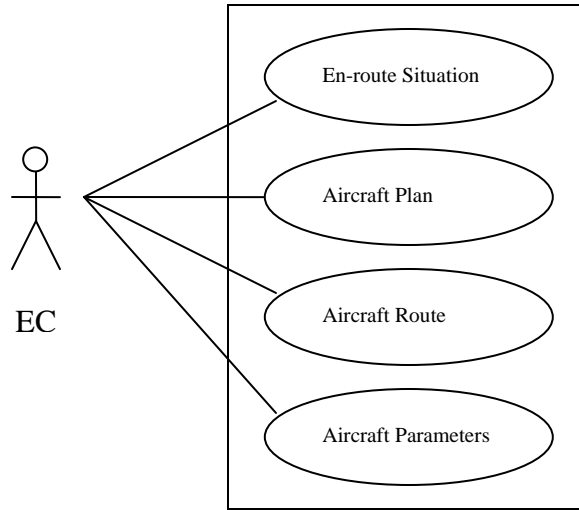 En-route Situation
Aircraft Plan
EC
Aircraft Route
Aircraft Parameters